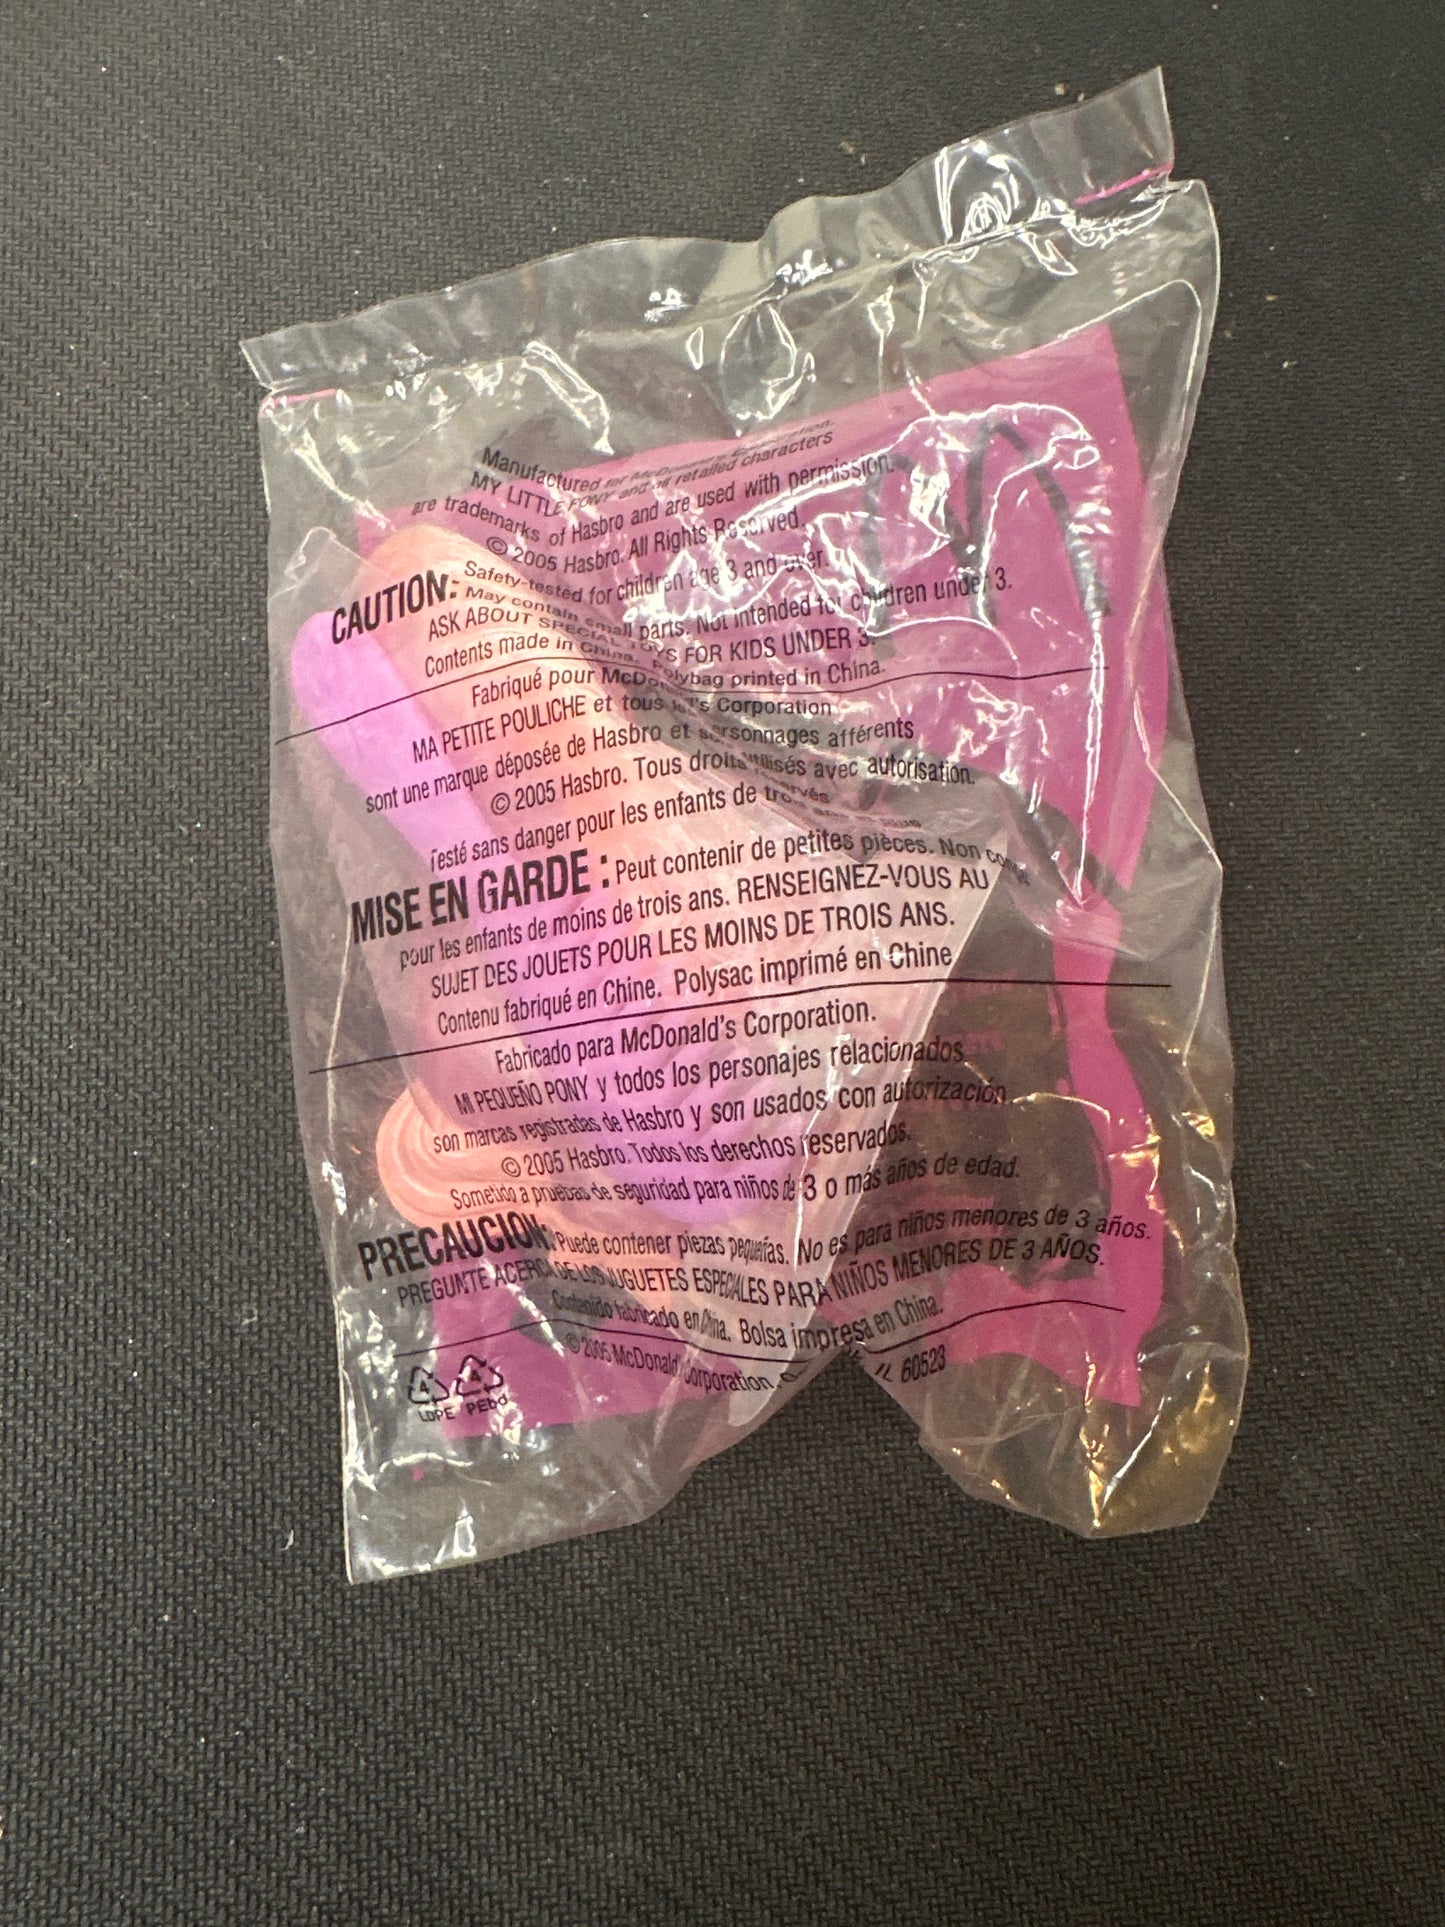 Manufactured for McDonald's Corporation.
MY LITTLE PONY and all retailed characters
are trademarks of Hasbro and are used with permission.
© 2005 Hasbro. All Rights Reserved.
Safety-tested for children age 3 and over.
CAUTION: May contain small parts. Not intended for children under 3.
ASK ABOUT SPECIAL TOYS FOR KIDS UNDER 3.
Contents made in China. Polybag printed in China.
Fabriqué pour McDonald's Corporation
MA PETITE POULICHE et tous
personnages afférents
sont une marque déposée de Hasbro et utilisés avec autorisation.
© 2005 Hasbro. Tous droits réservés
Testé sans danger pour les enfants de trois
MISE EN GARDE : Peut contenir de petites pièces. Non
pour les enfants de moins de trois ans. RENSEIGNEZ-VOUS AU
SUJET DES JOUETS POUR LES MOINS DE TROIS ANS.
Contenu fabriqué en Chine. Polysac imprimé en Chine
Fabricado para McDonald's Corporation.
MI PEQUEÑO PONY y todos los personajes relacionados
son marcas registradas de Hasbro y son usados con autorización.
© 2005 Hasbro. Todos los derechos reservados.
Sometido a pruebas de seguridad para niños de 3 o más años de edad.
PRECAUCION: Puede contener piezas pequeñas. No es para niños menores de 3 años.
PREGUNTE ACERCA DE LOS JUGUETES ESPECIALES PARA NIÑOS MENORES DE 3 AÑOS.
Contenido fabricado en China. Bolsa impresa en China.
© 2005 McDonald's Corporation. IL 60523
4 4
LDPE PEbd